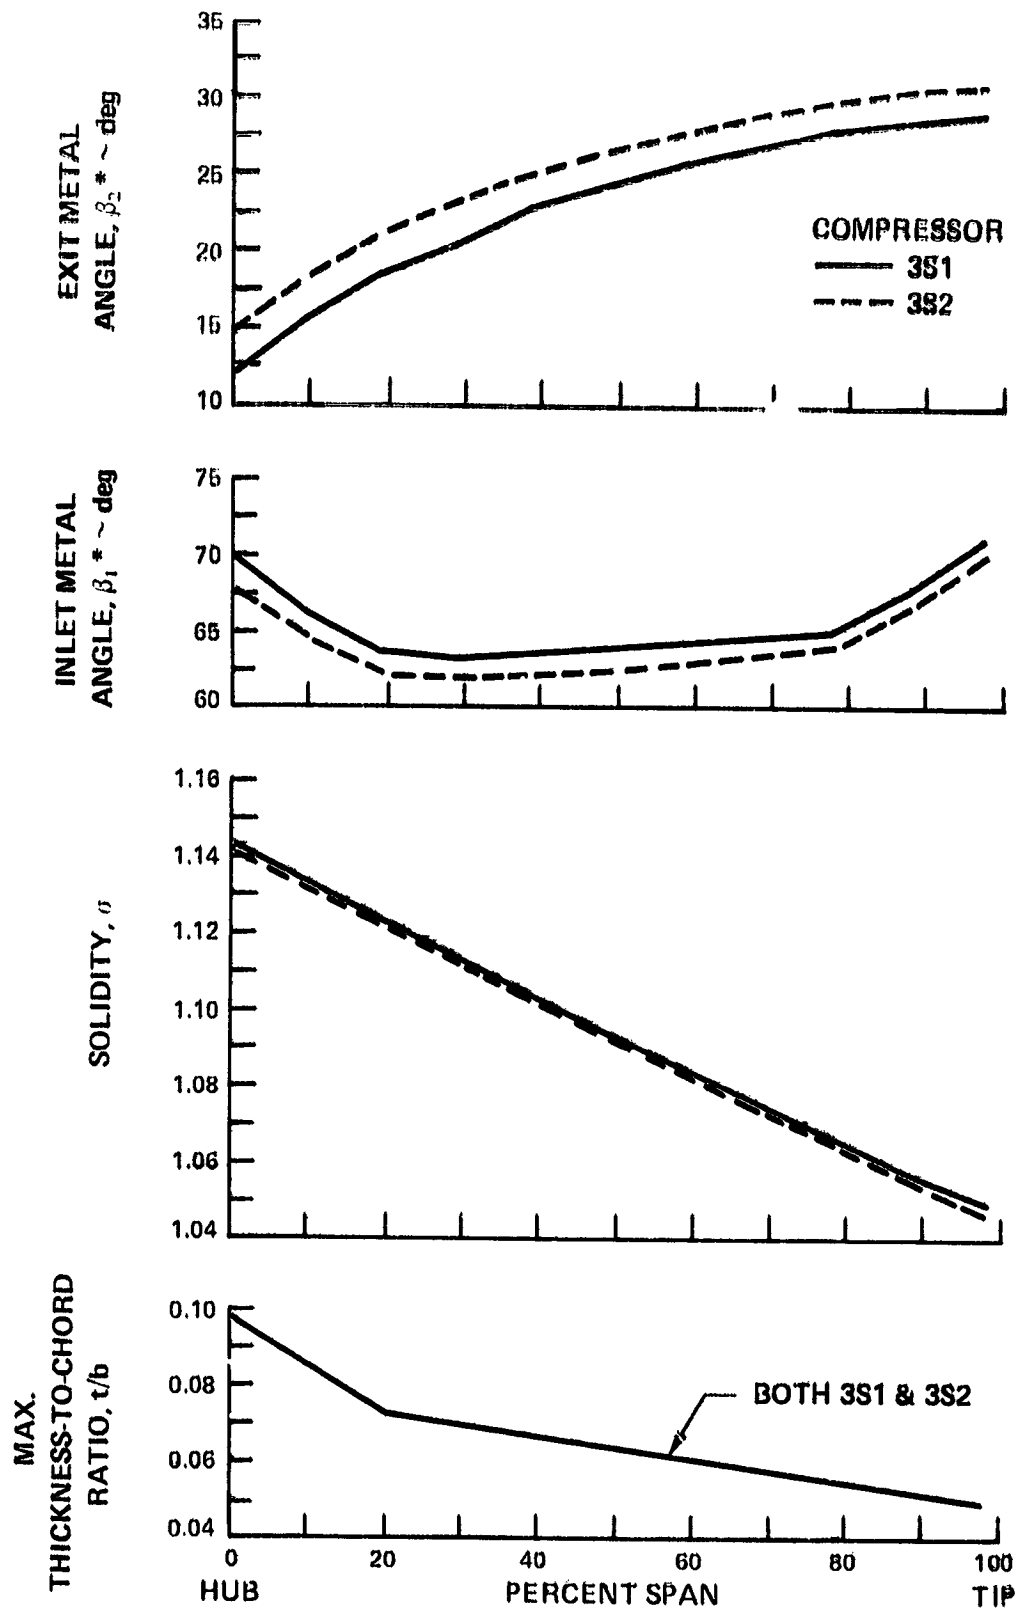 EXIT METAL
ANGLE, β2* ~ deg
35
30
25
20
15
10
COMPRESSOR
3S1
3S2
INLET METAL
ANGLE, β1* ~ deg
75
70
65
60
SOLIDITY, σ
1.16
1.14
1.12
1.10
1.08
1.06
1.04
MAX.
THICKNESS-TO-CHORD
RATIO, t/b
0.10
0.08
0.06
0.04
BOTH 3S1 & 3S2
0 20 40 60 80 100
HUB PERCENT SPAN TIP